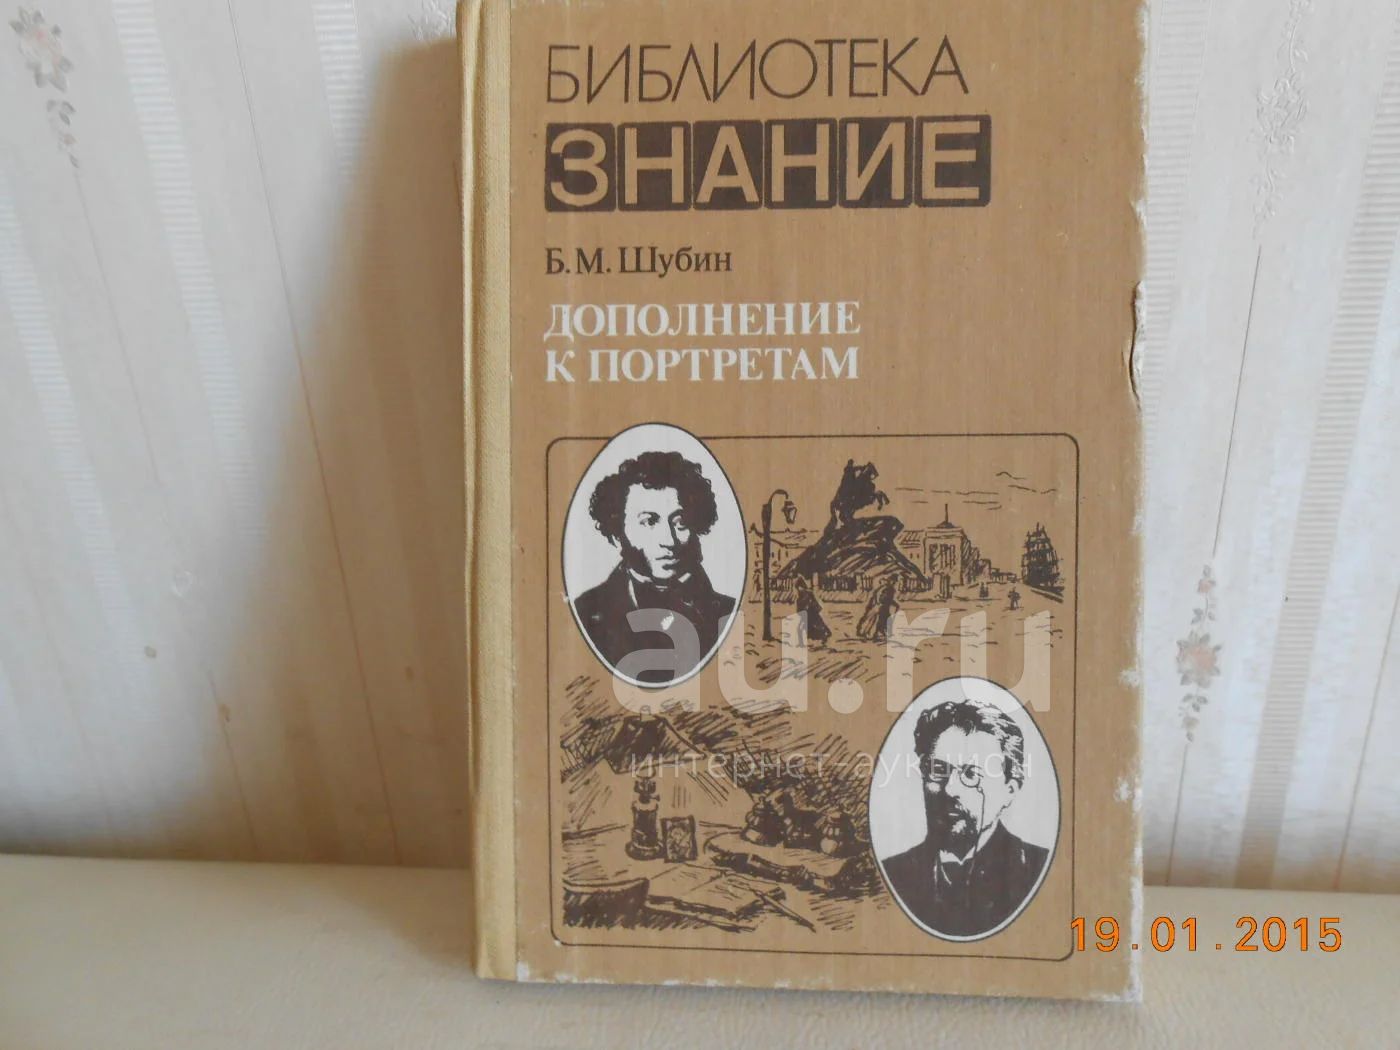 БИБЛИОТЕКА
ЗНАНИЕ
Б. М. Шубин
ДОПОЛНЕНИЕ
К ПОРТРЕТАМ
au.ru
интернет-аукцион
19.01.2015